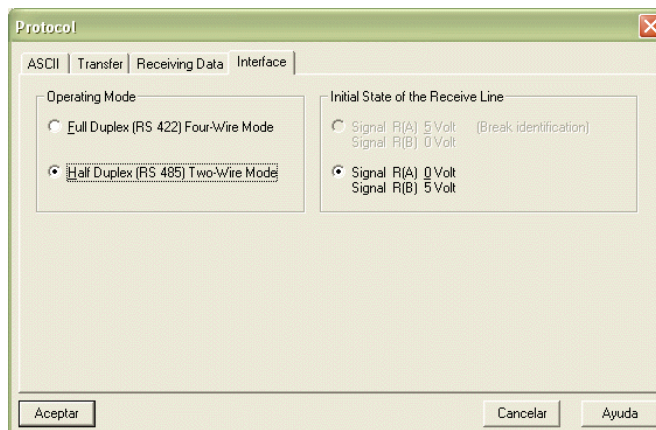 Protocol
ASCII Transfer Receiving Data Interface
Operating Mode
Full Duplex (RS 422) Four-Wire Mode
Half Duplex (RS 485) Two-Wire Mode
Initial State of the Receive Line
Signal R(A) 5 Volt (Break identification)
Signal R(B) 0 Volt
Signal R(A) 0 Volt
Signal R(B) 5 Volt
Aceptar Cancelar Ayuda